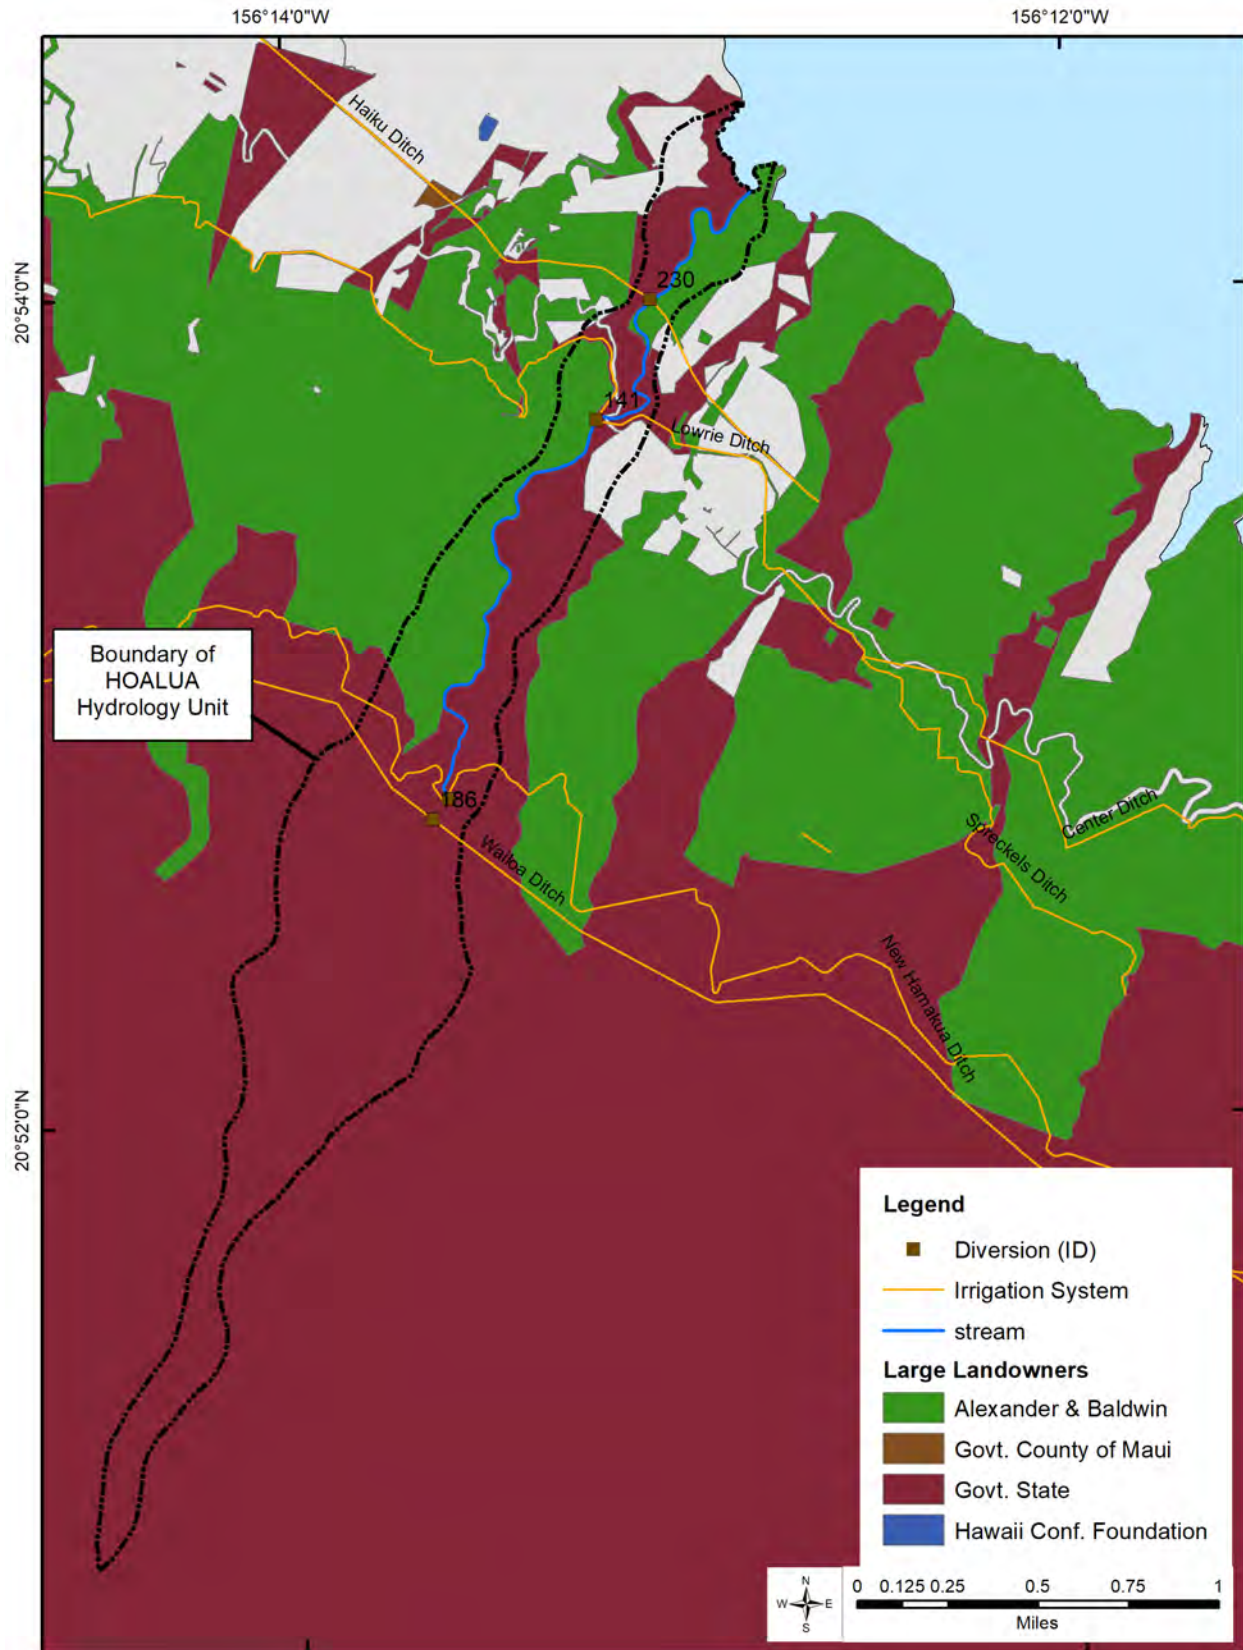 156°14'0"W
156°12'0"W
Haiku Ditch
230
20°54'0"N
141
Lowrie Ditch
Boundary of
HOALUA
Hydrology Unit
186
Wailoa Ditch
Center Ditch
Spreckels Ditch
New Hamakua Ditch
20°52'0"N
Legend
Diversion (ID)
Irrigation System
stream
Large Landowners
Alexander & Baldwin
Govt. County of Maui
Govt. State
Hawaii Conf. Foundation
N
W E
S
0 0.125 0.25 0.5 0.75 1
Miles